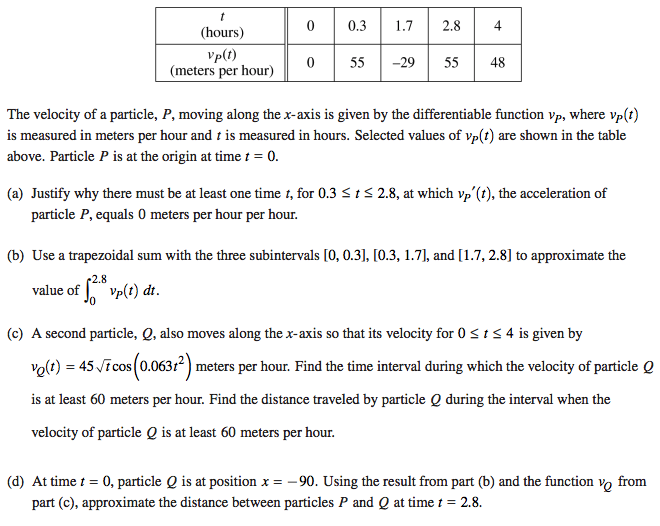 t
(hours)
0
0.3
1.7
2.8
4
v_P(t)
(meters per hour)
0
55
−29
55
48
The velocity of a particle, P, moving along the x-axis is given by the differentiable function v_P, where v_P(t)
is measured in meters per hour and t is measured in hours. Selected values of v_P(t) are shown in the table
above. Particle P is at the origin at time t = 0.
(a) Justify why there must be at least one time t, for 0.3 ≤ t ≤ 2.8, at which v_P′(t), the acceleration of
particle P, equals 0 meters per hour per hour.
(b) Use a trapezoidal sum with the three subintervals [0, 0.3], [0.3, 1.7], and [1.7, 2.8] to approximate the
value of ∫₀^2.8 v_P(t) dt.
(c) A second particle, Q, also moves along the x-axis so that its velocity for 0 ≤ t ≤ 4 is given by
v_Q(t) = 45√t cos(0.063t²) meters per hour. Find the time interval during which the velocity of particle Q
is at least 60 meters per hour. Find the distance traveled by particle Q during the interval when the
velocity of particle Q is at least 60 meters per hour.
(d) At time t = 0, particle Q is at position x = −90. Using the result from part (b) and the function v_Q from
part (c), approximate the distance between particles P and Q at time t = 2.8.